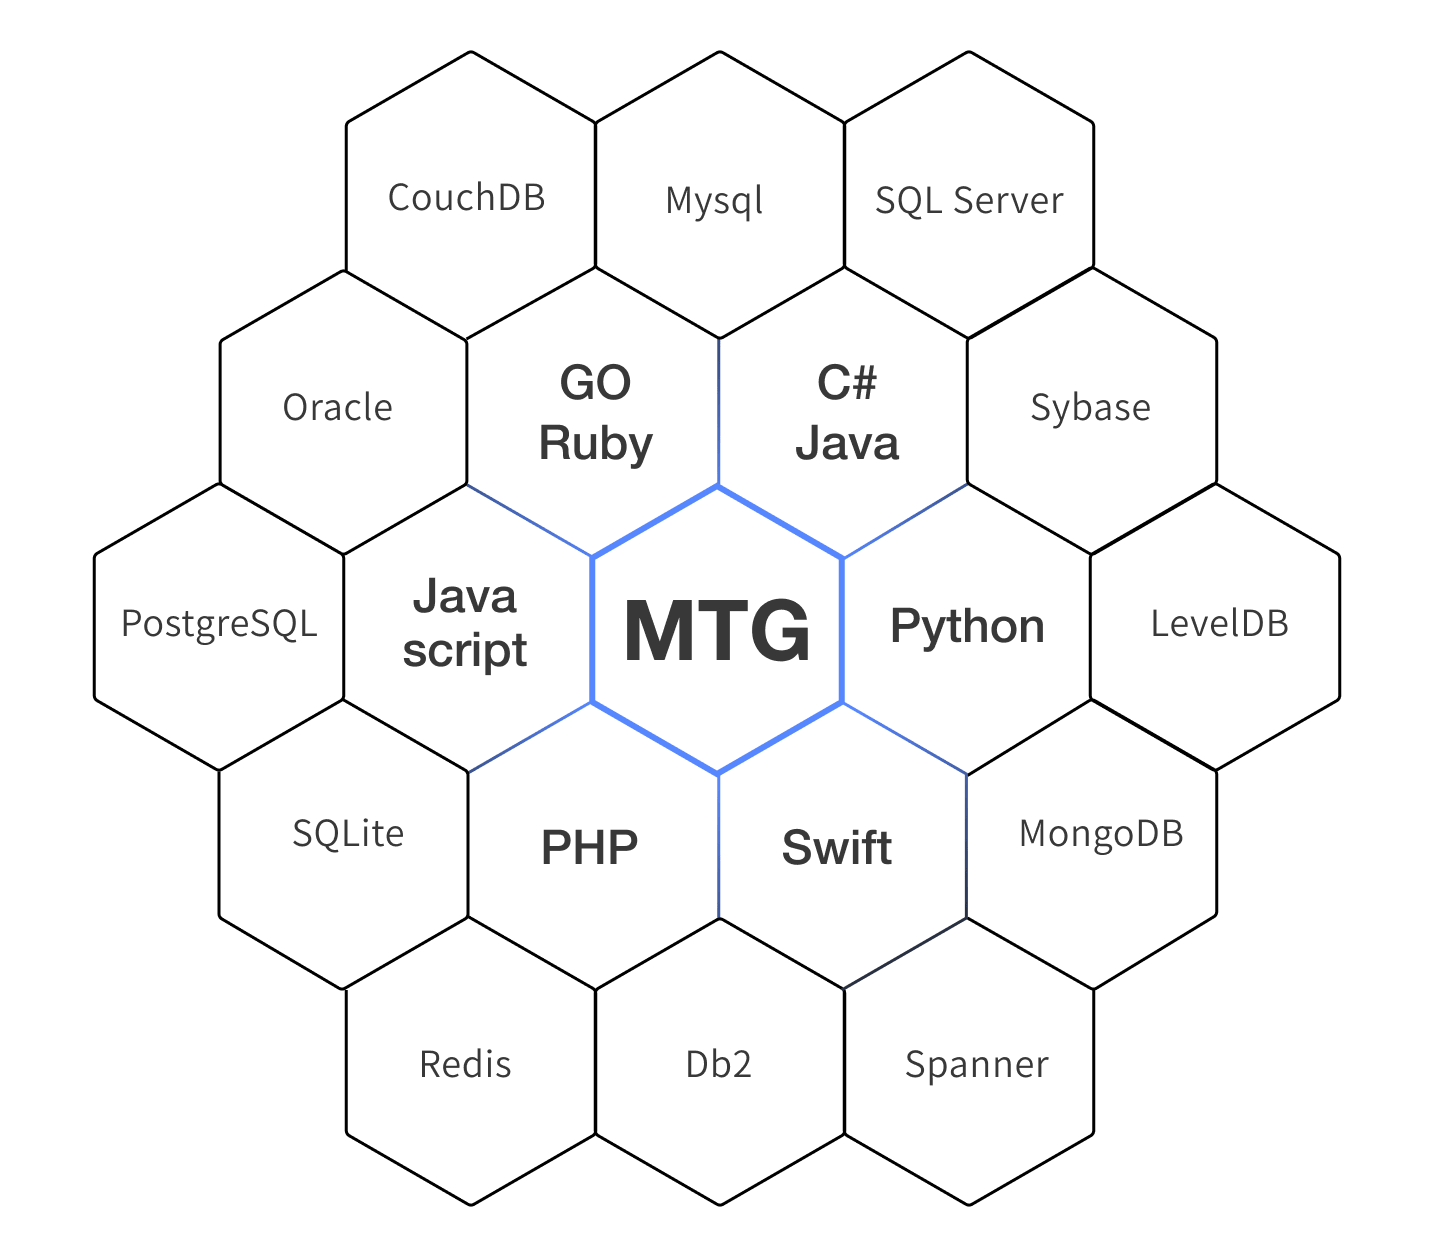 CouchDB
Mysql
SQL Server
Oracle
GO
Ruby
C#
Java
Sybase
PostgreSQL
Java
script
MTG
Python
LevelDB
SQLite
PHP
Swift
MongoDB
Redis
Db2
Spanner